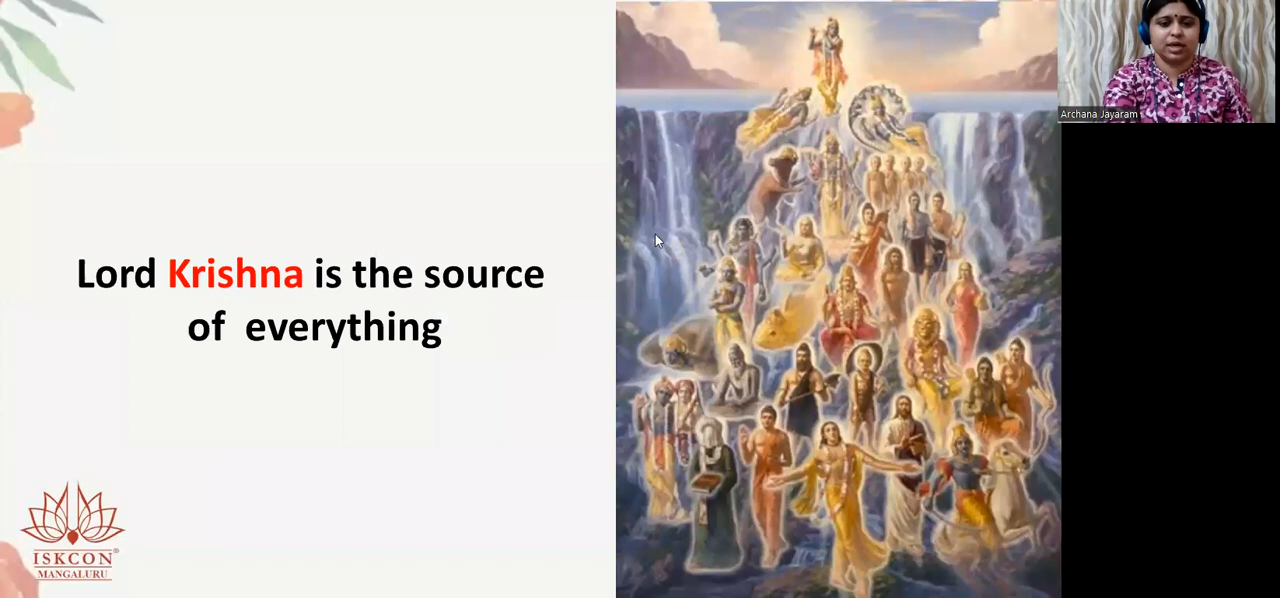 Lord Krishna is the source
of everything
Archana Jayaram
ISKCON®
MANGALURU